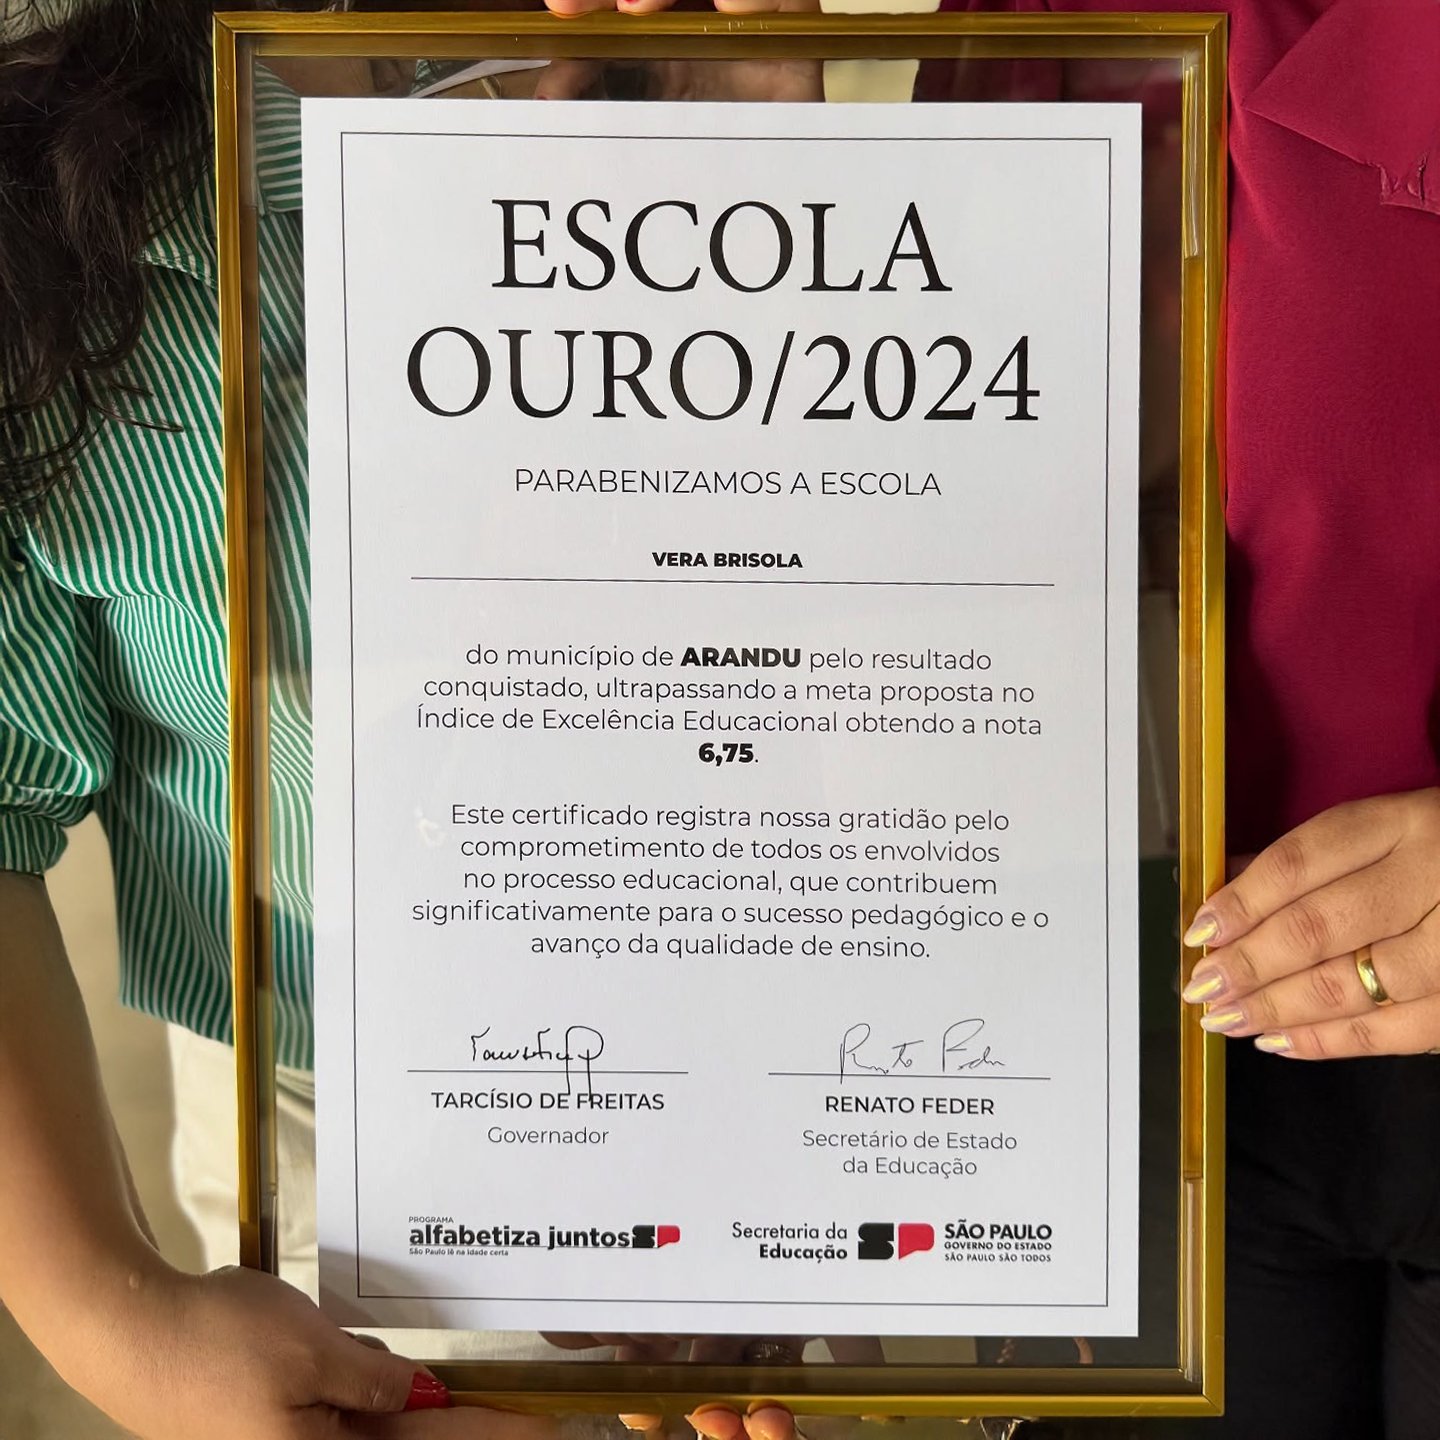 ESCOLA
OURO/2024
PARABENIZAMOS A ESCOLA
VERA BRISOLA
do município de ARANDU pelo resultado
conquistado, ultrapassando a meta proposta no
Índice de Excelência Educacional obtendo a nota
6,75.
Este certificado registra nossa gratidão pelo
comprometimento de todos os envolvidos
no processo educacional, que contribuem
significativamente para o sucesso pedagógico e o
avanço da qualidade de ensino.
TARCÍSIO DE FREITAS
Governador
Renato Feder
RENATO FEDER
Secretário de Estado
da Educação
PROGRAMA
alfabetiza juntos SP
São Paulo lê na idade certa
Secretaria da
Educação
SP
SÃO PAULO
GOVERNO DO ESTADO
SÃO PAULO SÃO TODOS